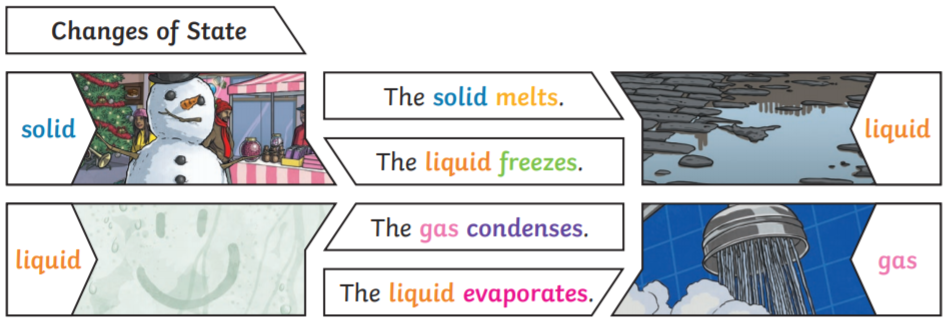 Changes of State
solid
The solid melts.
liquid
The liquid freezes.
liquid
The gas condenses.
gas
The liquid evaporates.